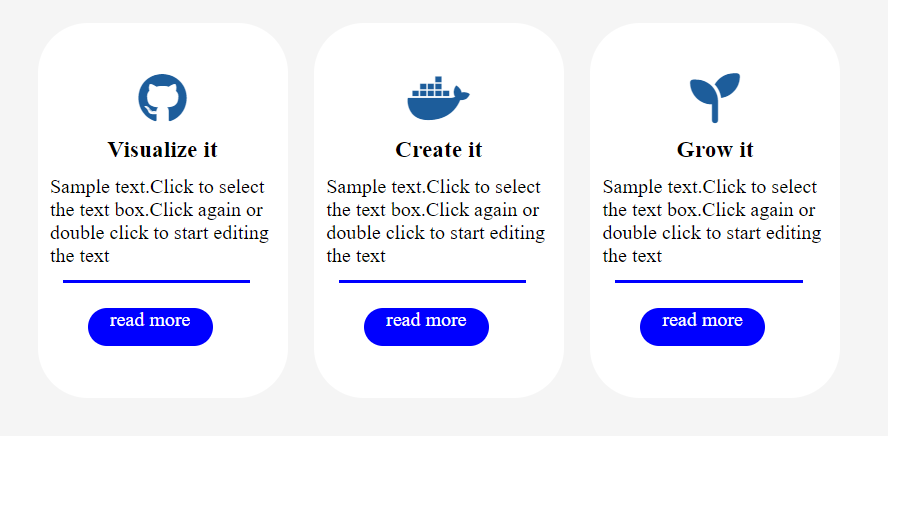 Visualize it
Sample text.Click to select
the text box.Click again or
double click to start editing
the text
read more
Create it
Sample text.Click to select
the text box.Click again or
double click to start editing
the text
read more
Grow it
Sample text.Click to select
the text box.Click again or
double click to start editing
the text
read more